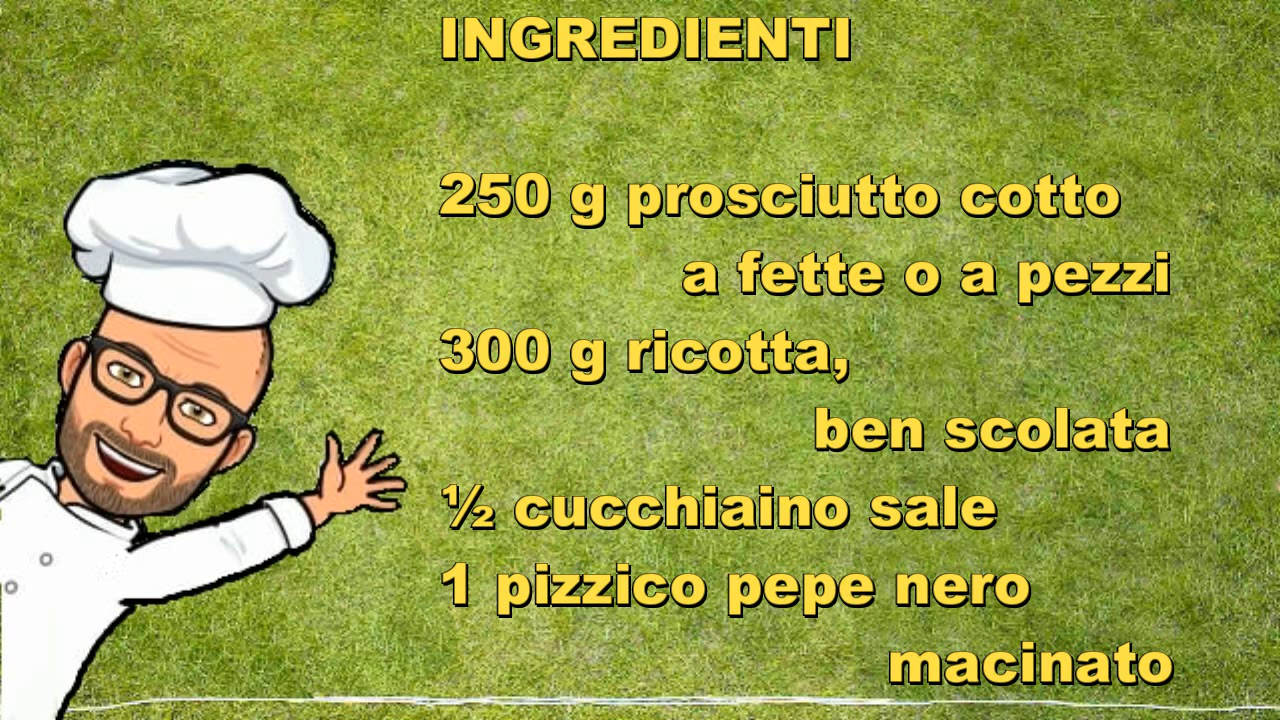 INGREDIENTI
250 g prosciutto cotto
a fette o a pezzi
300 g ricotta,
ben scolata
½ cucchiaino sale
1 pizzico pepe nero
macinato